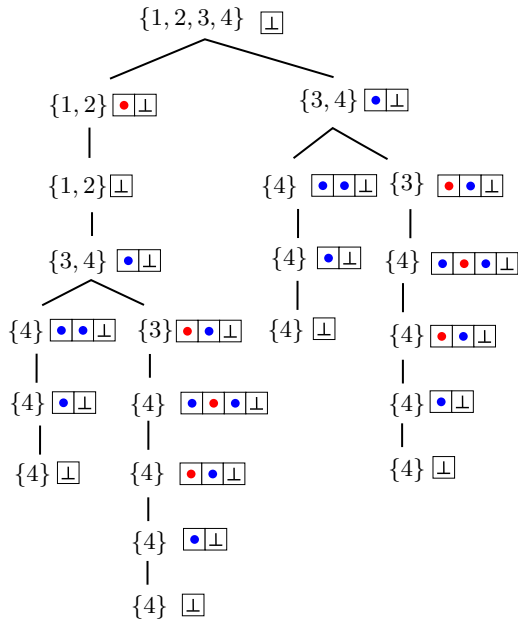 {1, 2, 3, 4} ⊥
{1, 2} ⊥ {3, 4} ⊥
{1, 2} ⊥ {4} ⊥ {3} ⊥
{3, 4} ⊥ {4} ⊥ {4} ⊥
{4} ⊥ {3} ⊥ {4} ⊥ {4} ⊥
{4} ⊥ {4} ⊥ {4} ⊥
{4} ⊥ {4} ⊥ {4} ⊥
{4} ⊥
{4} ⊥